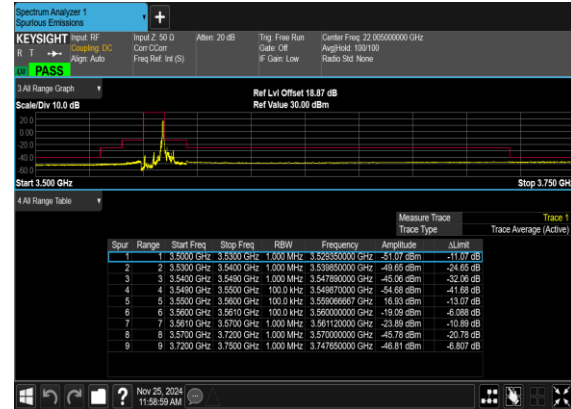 Spectrum Analyzer 1
Spurious Emissions
KEYSIGHT Input: RF Input Z: 50 Ω Atten: 20 dB Trig: Free Run Center Freq: 22.005000000 GHz
R T Coupling: DC Corr CCorr Gate: Off Avg|Hold: 100/100
Align: Auto Freq Ref: Int (S) IF Gain: Low Radio Std: None
PASS
3 All Range Graph
Ref Lvl Offset 18.87 dB
Scale/Div 10.0 dB Ref Value 30.00 dBm
20.0
0.00
-20.0
-40.0
-60.0
Start 3.500 GHz Stop 3.750 GH
4 All Range Table
Measure Trace Trace 1
Trace Type Trace Average (Active)
Spur Range Start Freq Stop Freq RBW Frequency Amplitude ΔLimit
1 1 3.5000 GHz 3.5300 GHz 1.000 MHz 3.529350000 GHz -51.07 dBm -11.07 dB
2 2 3.5300 GHz 3.5400 GHz 1.000 MHz 3.539850000 GHz -49.65 dBm -24.65 dB
3 3 3.5400 GHz 3.5490 GHz 1.000 MHz 3.547890000 GHz -45.06 dBm -32.06 dB
4 4 3.5490 GHz 3.5500 GHz 100.0 kHz 3.549870000 GHz -54.68 dBm -41.68 dB
5 5 3.5500 GHz 3.5600 GHz 100.0 kHz 3.559066667 GHz 16.93 dBm -13.07 dB
6 6 3.5600 GHz 3.5610 GHz 100.0 kHz 3.560000000 GHz -19.09 dBm -6.088 dB
7 7 3.5610 GHz 3.5700 GHz 1.000 MHz 3.561120000 GHz -23.89 dBm -10.89 dB
8 8 3.5700 GHz 3.7200 GHz 1.000 MHz 3.570000000 GHz -45.78 dBm -20.78 dB
9 9 3.7200 GHz 3.7500 GHz 1.000 MHz 3.747650000 GHz -46.81 dBm -6.807 dB
Nov 25, 2024
11:58:59 AM